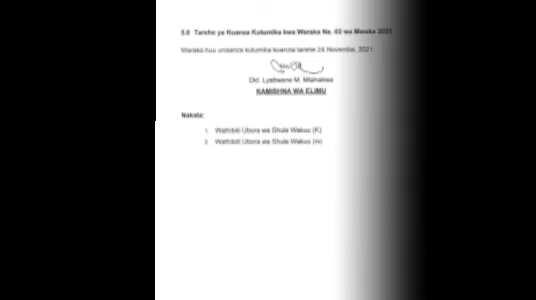 5.0 Tarehe ya Kuanza Kutumika kwa Waraka Na. 02 wa Mwaka 2021
Waraka huu unaanza kutumika kuanzia tarehe 24 Novemba, 2021
Dkt. Lyabwene M. Mtahabwa
KAMISHNA WA ELIMU
Nakala:
1. Wathibiti Ubora wa Shule Wakuu (K)
2. Wathibiti Ubora wa Shule Wakuu (W)